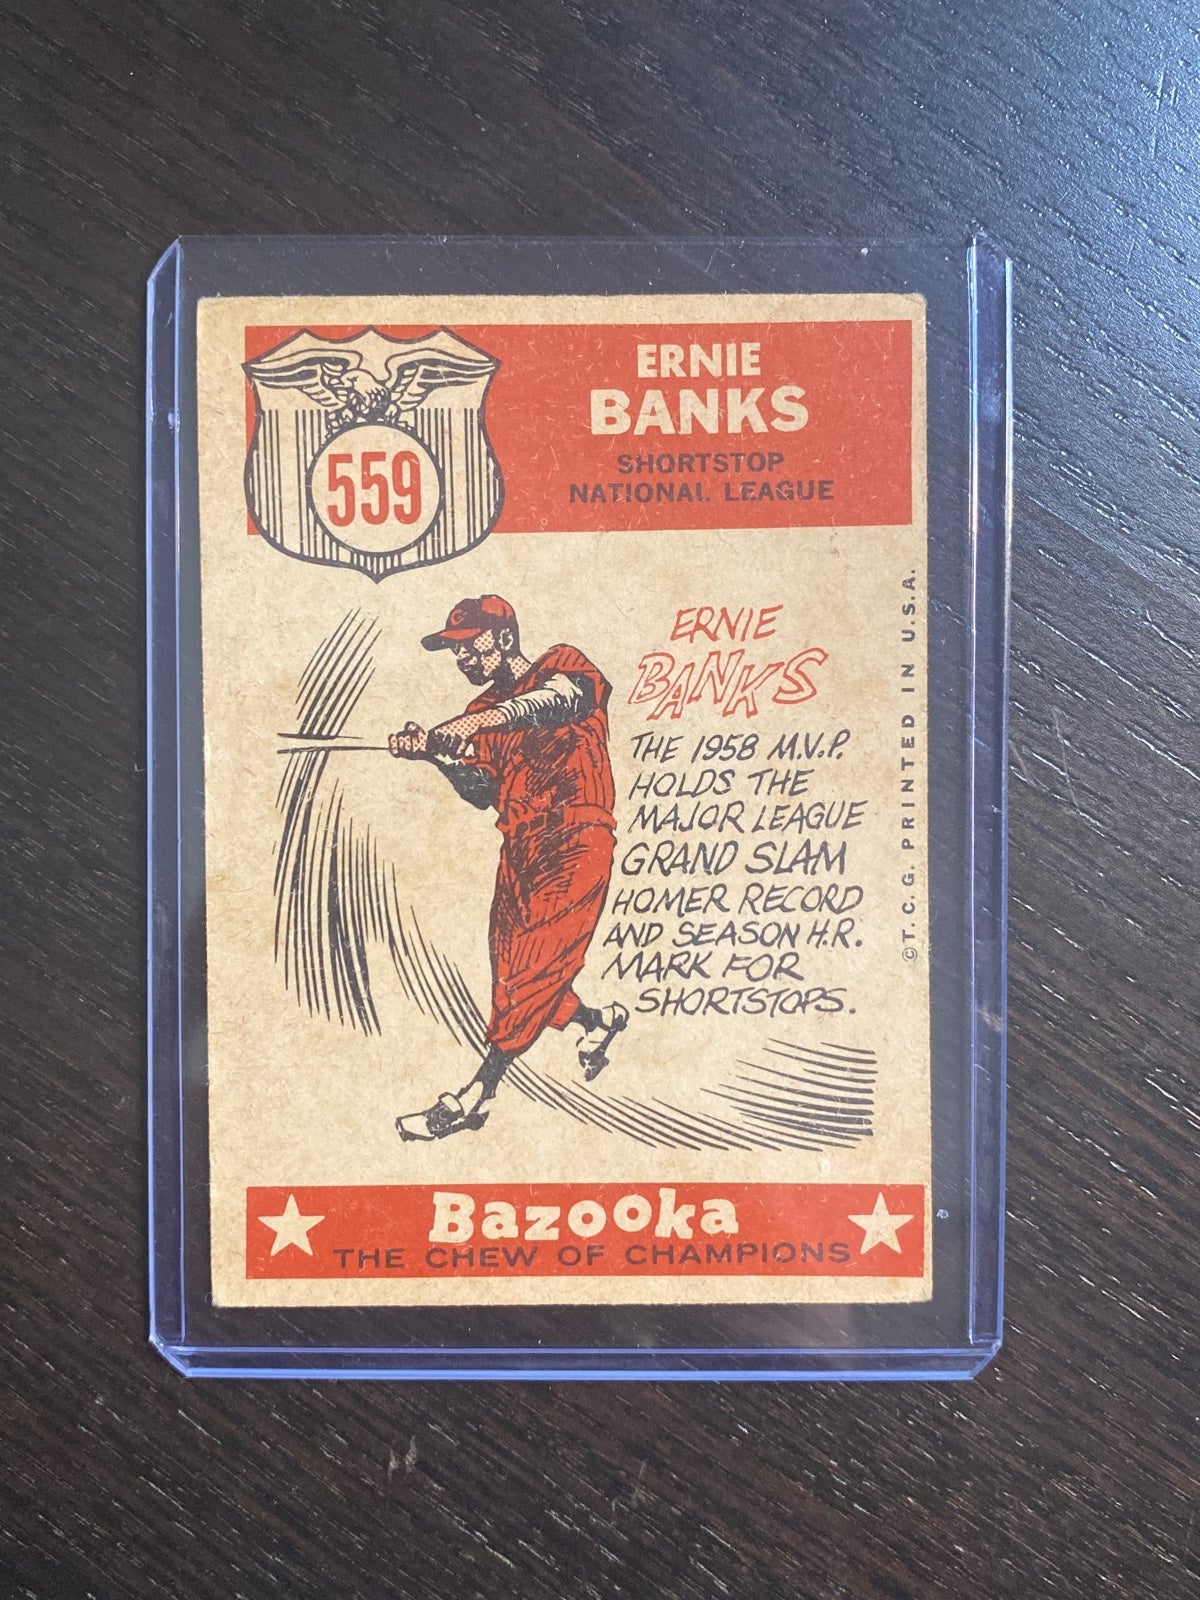 559
ERNIE
BANKS
SHORTSTOP
NATIONAL LEAGUE
C
ERNIE
BANKS
THE 1958 M.V.P.
HOLDS THE
MAJOR LEAGUE
GRAND SLAM
HOMER RECORD
AND SEASON H.R.
MARK FOR
SHORTSTOPS.
©T.C.G. PRINTED IN U.S.A.
Bazooka
THE CHEW OF CHAMPIONS